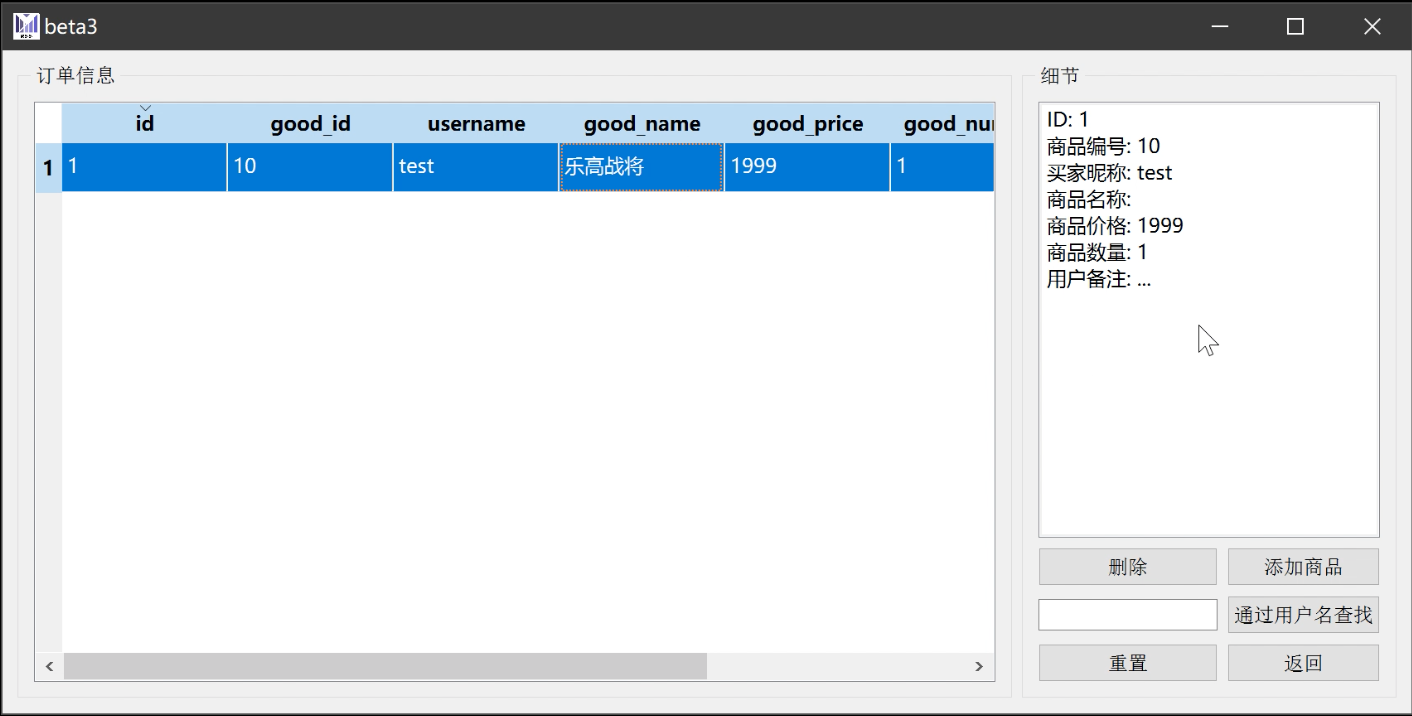 beta3
订单信息
id good_id username good_name good_price good_nu
1 1 10 test 乐高战将 1999 1
细节
ID: 1
商品编号: 10
买家昵称: test
商品名称:
商品价格: 1999
商品数量: 1
用户备注: ...
删除 添加商品
通过用户名查找
重置 返回